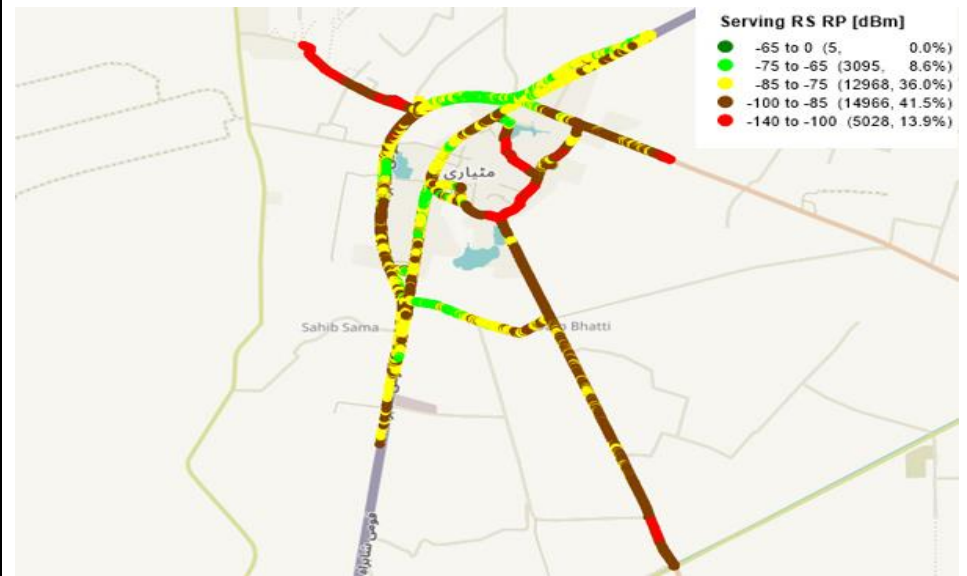 Serving RS RP [dBm]
-65 to 0 (5, 0.0%)
-75 to -65 (3095, 8.6%)
-85 to -75 (12968, 36.0%)
-100 to -85 (14966, 41.5%)
-140 to -100 (5028, 13.9%)
مٹیاری
Sahib Sama
Bhatti
قومی شاہراہ